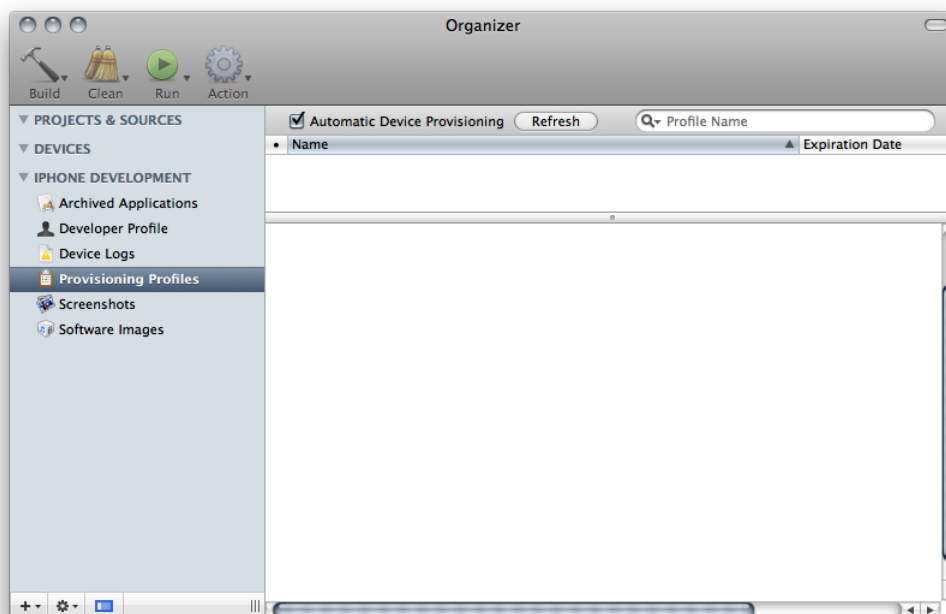 Organizer
Build Clean Run Action
PROJECTS & SOURCES
DEVICES
IPHONE DEVELOPMENT
Archived Applications
Developer Profile
Device Logs
Provisioning Profiles
Screenshots
Software Images
Automatic Device Provisioning Refresh Profile Name
Name Expiration Date